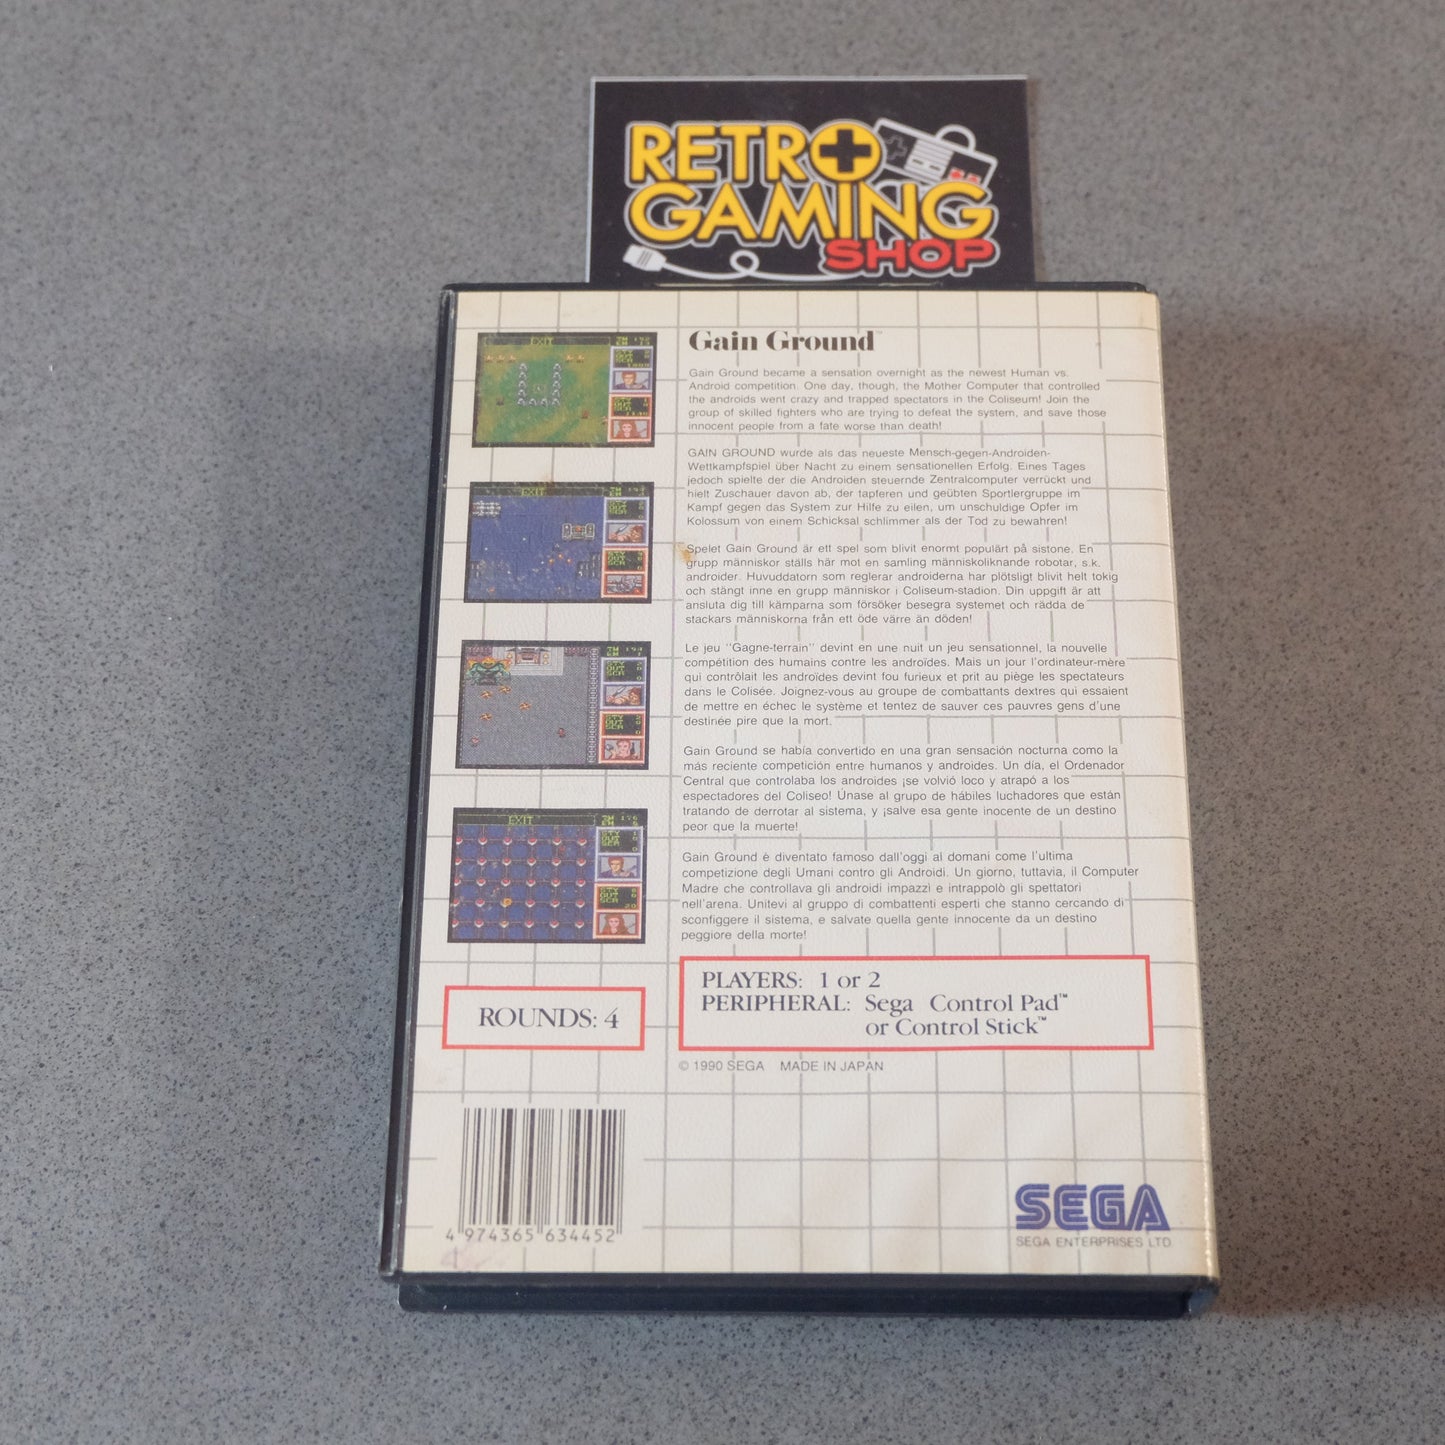 RETRO
GAMING
SHOP
Gain Ground™
Gain Ground became a sensation overnight as the newest Human vs.
Android competition. One day, though, the Mother Computer that controlled
the androids went crazy and trapped spectators in the Coliseum! Join the
group of skilled fighters who are trying to defeat the system, and save those
innocent people from a fate worse than death!
GAIN GROUND wurde als das neueste Mensch-gegen-Androiden-
Wettkampfspiel über Nacht zu einem sensationellen Erfolg. Eines Tages
jedoch spielte der die Androiden steuernde Zentralcomputer verrückt und
hielt Zuschauer davon ab, der tapferen und geübten Sportlergruppe im
Kampf gegen das System zur Hilfe zu eilen, um unschuldige Opfer im
Kolossum von einem Schicksal schlimmer als der Tod zu bewahren!
Spelet Gain Ground är ett spel som blivit enormt populärt på sistone. En
grupp människor ställs här mot en samling människoliknande robotar, s.k.
androider. Huvuddatorn som reglerar androiderna har plötsligt blivit helt tokig
och stängt inne en grupp människor i Coliseum-stadion. Din uppgift är att
ansluta dig till kämparna som försöker besegra systemet och rädda de
stackars människorna från ett öde värre än döden!
Le jeu "Gagne-terrain" devint en une nuit un jeu sensationnel, la nouvelle
compétition des humains contre les androïdes. Mais un jour l'ordinateur-mère
qui contrôlait les androïdes devint fou furieux et prit au piège les spectateurs
dans le Colisée. Joignez-vous au groupe de combattants dextres qui essaient
de mettre en échec le système et tentez de sauver ces pauvres gens d'une
destinée pire que la mort.
Gain Ground se había convertido en una gran sensación nocturna como la
más reciente competición entre humanos y androides. Un día, el Ordenador
Central que controlaba los androides ¡se volvió loco y atrapó a los
espectadores del Coliseo! Únase al grupo de hábiles luchadores que están
tratando de derrotar al sistema, y ¡salve esa gente inocente de un destino
peor que la muerte!
Gain Ground è diventato famoso dall'oggi al domani come l'ultima
competizione degli Umani contro gli Androidi. Un giorno, tuttavia, il Computer
Madre che controllava gli androidi impazzì e intrappolò gli spettatori
nell'arena. Unitevi al gruppo di combattenti esperti che stanno cercando di
sconfiggere il sistema, e salvate quella gente innocente da un destino
peggiore della morte!
EXIT
EXIT
EXIT
ROUNDS: 4
PLAYERS: 1 or 2
PERIPHERAL: Sega Control Pad™
or Control Stick™
© 1990 SEGA MADE IN JAPAN
4 974365 634452
SEGA
SEGA ENTERPRISES LTD.